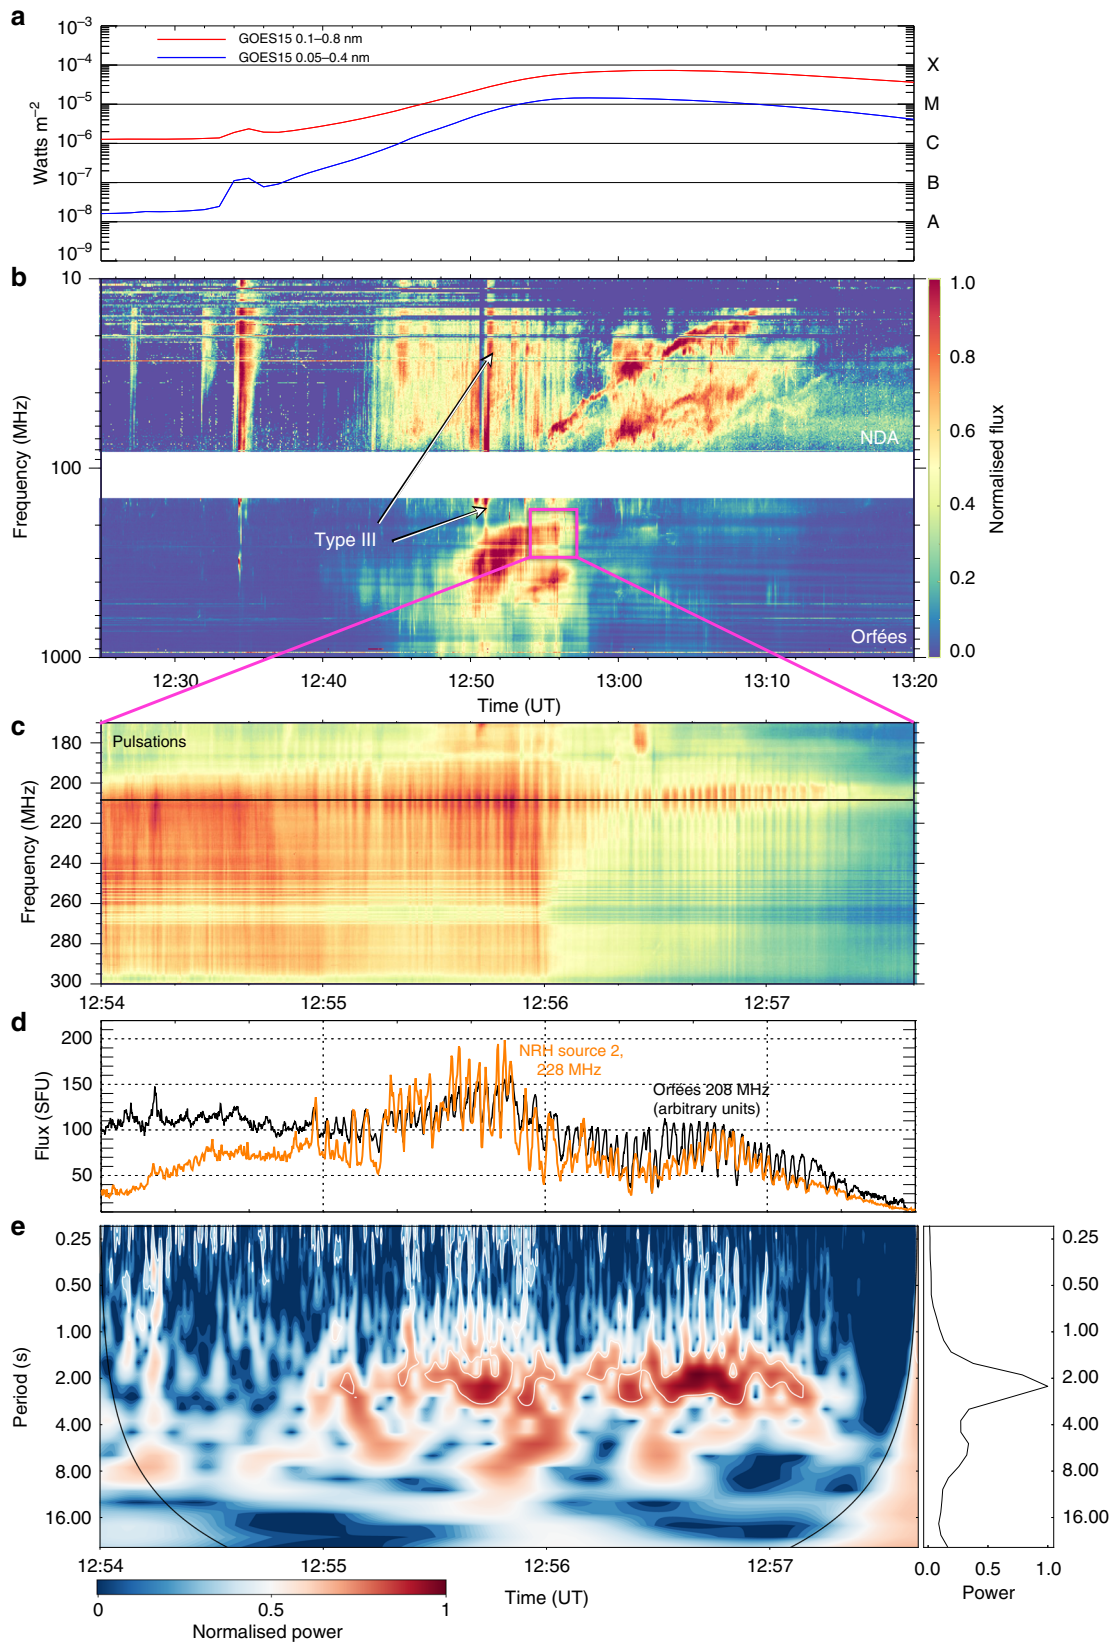 a
10−3
10−4
10−5
10−6
10−7
10−8
10−9
Watts m−2
GOES15 0.1–0.8 nm
GOES15 0.05–0.4 nm
X
M
C
B
A
b
10
100
1000
Frequency (MHz)
Type III
NDA
Orfées
1.0
0.8
0.6
0.4
0.2
0.0
Normalised flux
12:30
12:40
12:50
13:00
13:10
13:20
Time (UT)
c
Pulsations
180
200
220
240
260
280
300
Frequency (MHz)
12:54
12:55
12:56
12:57
d
200
150
100
50
Flux (SFU)
NRH source 2,
228 MHz
Orfées 208 MHz
(arbitrary units)
e
0.25
0.50
1.00
2.00
4.00
8.00
16.00
Period (s)
12:54
12:55
12:56
12:57
Time (UT)
0.25
0.50
1.00
2.00
4.00
8.00
16.00
0.0
0.5
1.0
Power
0
0.5
1
Normalised power